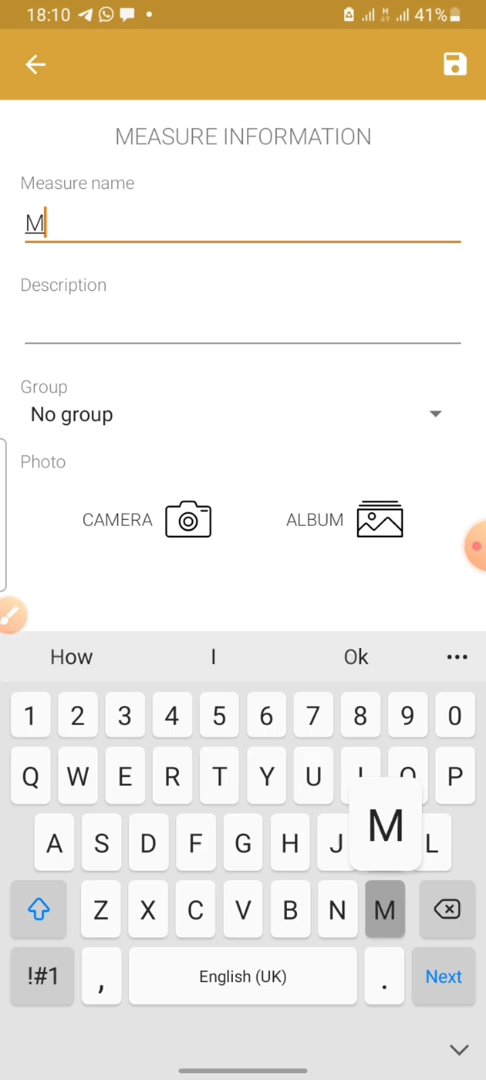 18:10 41%
MEASURE INFORMATION
Measure name
M
Description
Group
No group
Photo
CAMERA ALBUM
How I Ok ...
1 2 3 4 5 6 7 8 9 0
Q W E R T Y U I O P
A S D F G H J M L
Z X C V B N M
!#1 , English (UK) . Next